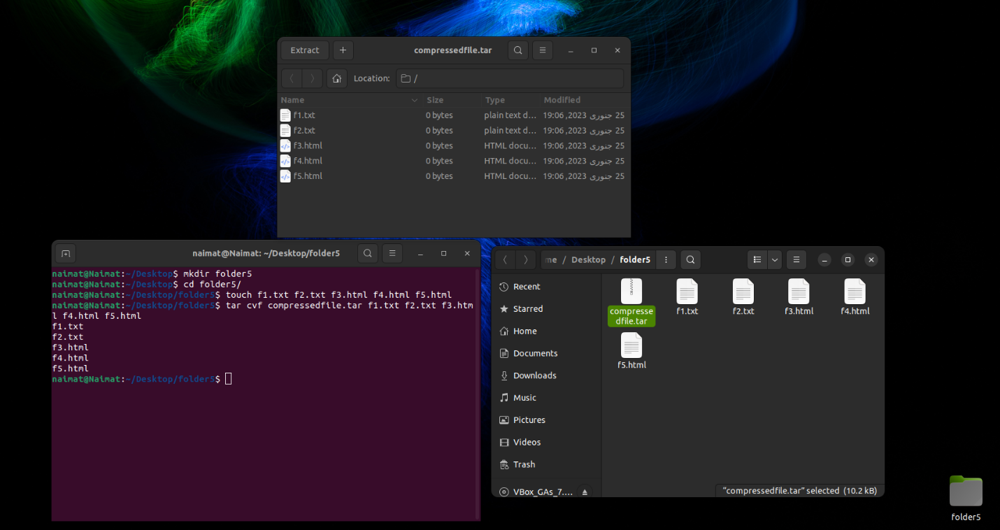 Extract
compressedfile.tar
Location: /
Name Size Type Modified
f1.txt 0 bytes plain text d… 19:06 ,2023 جنوری 25
f2.txt 0 bytes plain text d… 19:06 ,2023 جنوری 25
f3.html 0 bytes HTML docu… 19:06 ,2023 جنوری 25
f4.html 0 bytes HTML docu… 19:06 ,2023 جنوری 25
f5.html 0 bytes HTML docu… 19:06 ,2023 جنوری 25
naimat@Naimat: ~/Desktop/folder5
naimat@Naimat:~/Desktop$ mkdir folder5
naimat@Naimat:~/Desktop$ cd folder5/
naimat@Naimat:~/Desktop/folder5$ touch f1.txt f2.txt f3.html f4.html f5.html
naimat@Naimat:~/Desktop/folder5$ tar cvf compressedfile.tar f1.txt f2.txt f3.htm
l f4.html f5.html
f1.txt
f2.txt
f3.html
f4.html
f5.html
naimat@Naimat:~/Desktop/folder5$
me / Desktop / folder5
Recent
Starred
Home
Documents
Downloads
Music
Pictures
Videos
Trash
VBox_GAs_7.…
compresse
dfile.tar
f1.txt
f2.txt
f3.html
f4.html
f5.html
“compressedfile.tar” selected (10.2 kB)
folder5